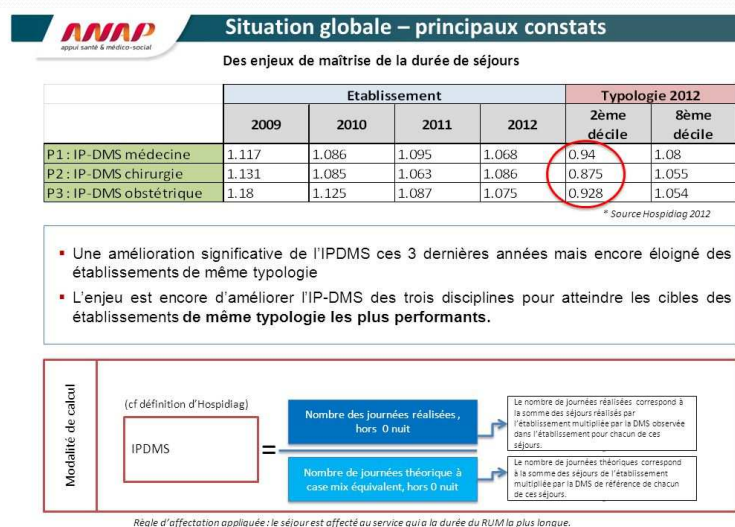 ANAP
appui santé & médico-social
Situation globale – principaux constats
Des enjeux de maîtrise de la durée de séjours
Etablissement Typologie 2012
2009 2010 2011 2012 2ème décile 8ème décile
P1 : IP-DMS médecine 1.117 1.086 1.095 1.068 0.94 1.08
P2 : IP-DMS chirurgie 1.131 1.085 1.063 1.086 0.875 1.055
P3 : IP-DMS obstétrique 1.18 1.125 1.087 1.075 0.928 1.054
* Source Hospidiag 2012
▪ Une amélioration significative de l'IPDMS ces 3 dernières années mais encore éloigné des
établissements de même typologie
▪ L'enjeu est encore d'améliorer l'IP-DMS des trois disciplines pour atteindre les cibles des
établissements de même typologie les plus performants.
Modalité de calcul
(cf définition d'Hospidiag)
IPDMS
=
Nombre des journées réalisées ,
hors 0 nuit
Le nombre de journées réalisées correspond à
la somme des séjours réalisés par
l'établissement multipliée par la DMS observée
dans l'établissement pour chacun de ces
séjours.
Nombre de journées théorique à
case mix équivalent, hors 0 nuit
Le nombre de journées théoriques correspond
à la somme des séjours de l'établissement
multipliée par la DMS de référence de chacun
de ces séjours.
Règle d'affectation appliquée : le séjour est affecté au service qui a la durée du RUM la plus longue.